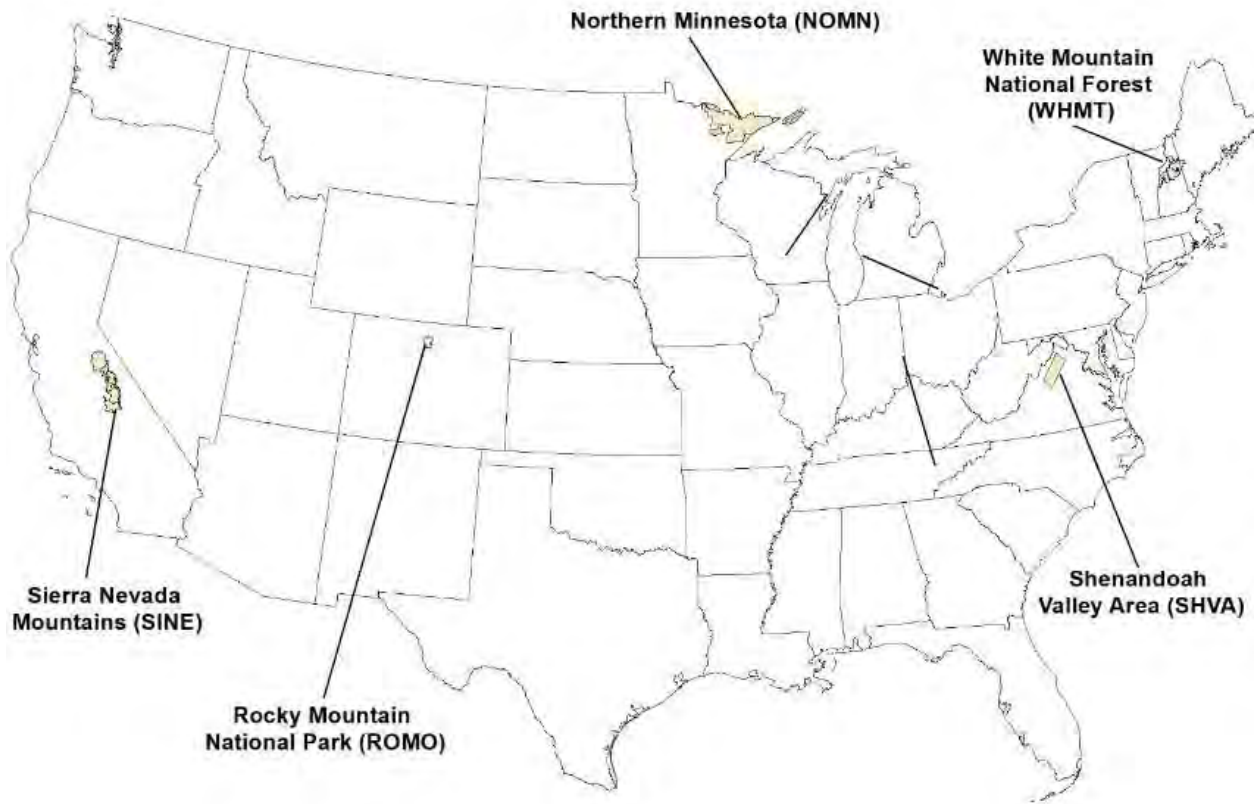 Northern Minnesota (NOMN)
White Mountain
National Forest
(WHMT)
Sierra Nevada
Mountains (SINE)
Rocky Mountain
National Park (ROMO)
Shenandoah
Valley Area (SHVA)